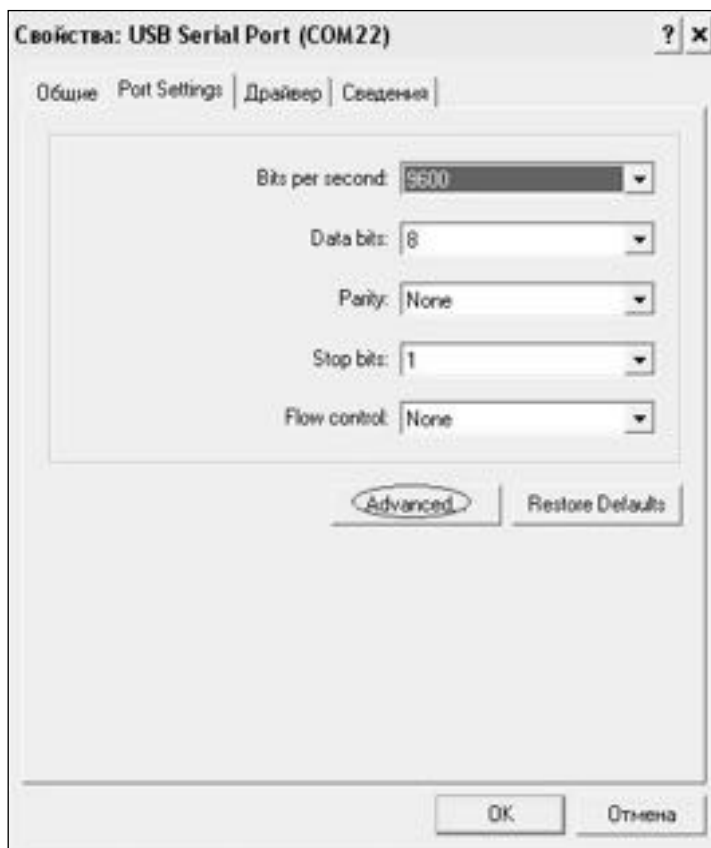 Свойства: USB Serial Port (COM22) ? ×
Общие Port Settings Драйвер Сведения
Bits per second: 9600
Data bits: 8
Parity: None
Stop bits: 1
Flow control: None
Advanced... Restore Defaults
OK Отмена